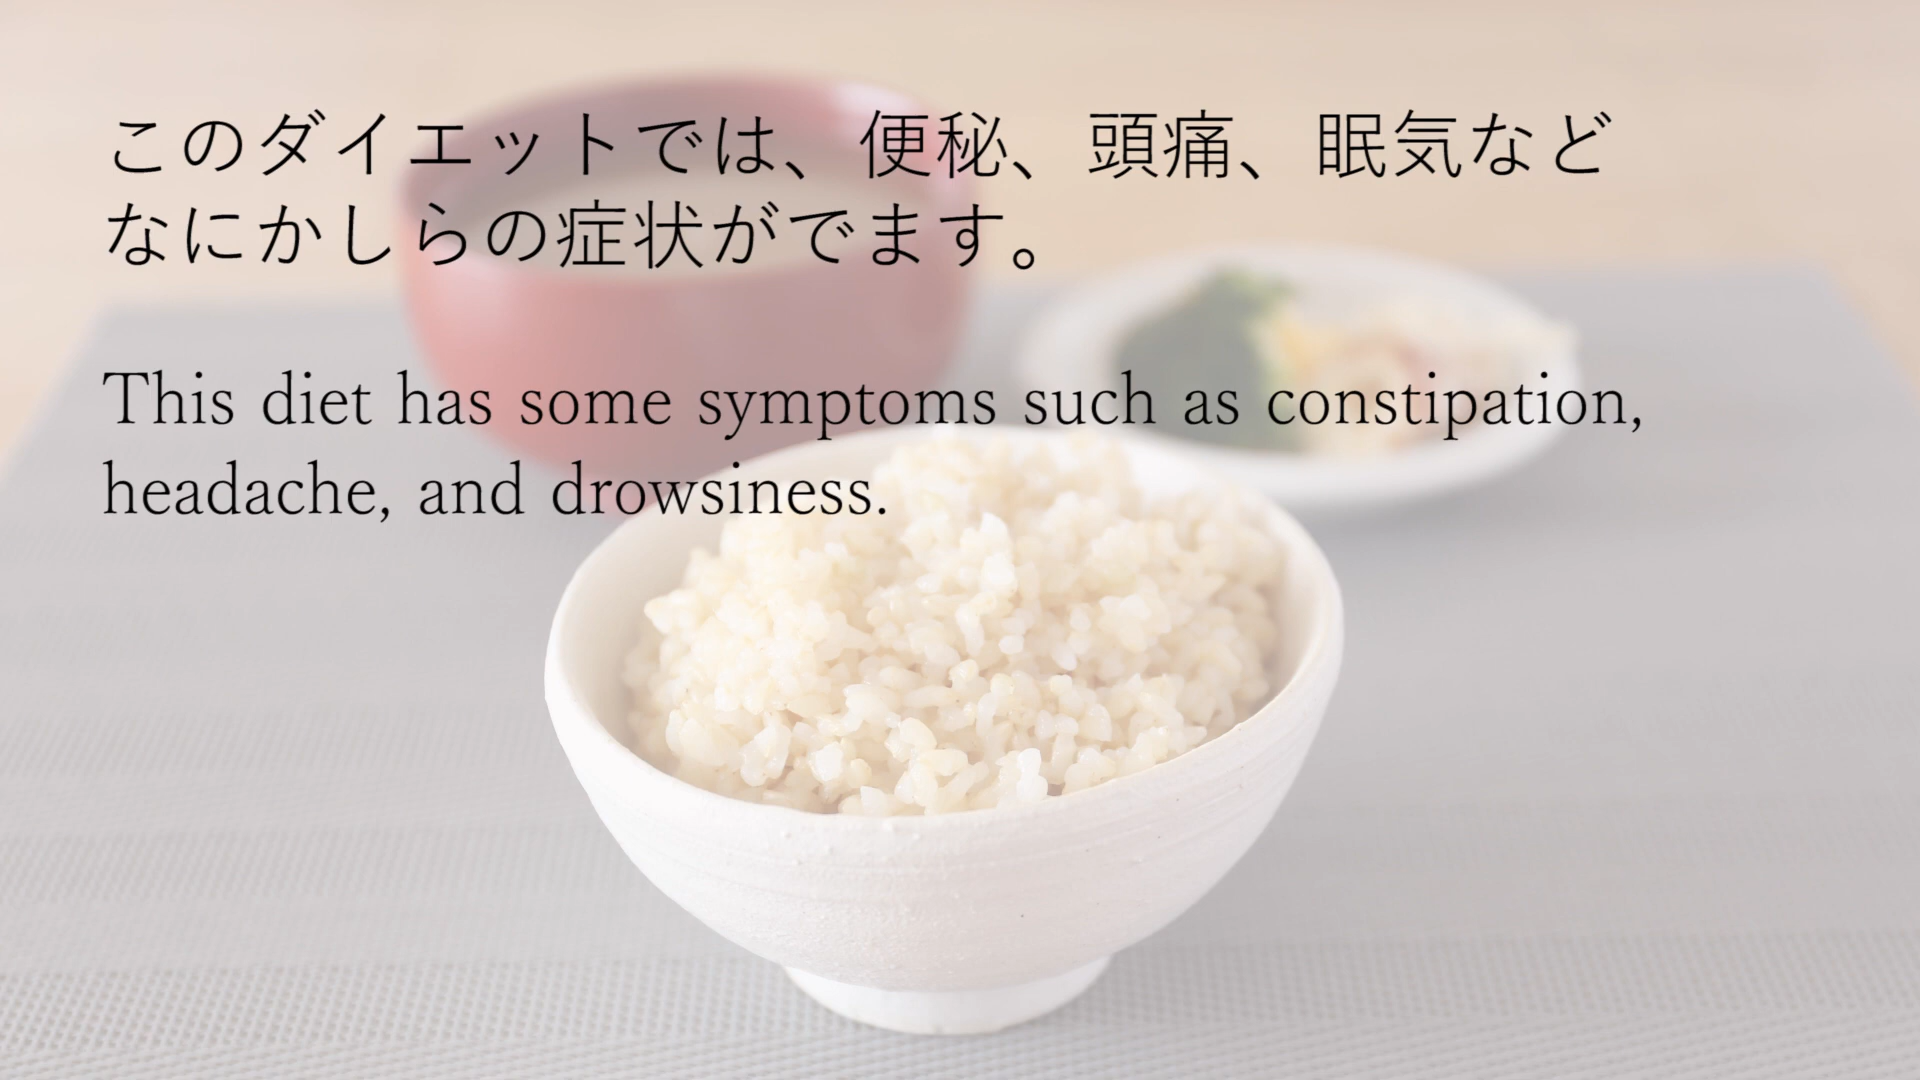 このダイエットでは、便秘、頭痛、眠気など
なにかしらの症状がでます。
This diet has some symptoms such as constipation,
headache, and drowsiness.